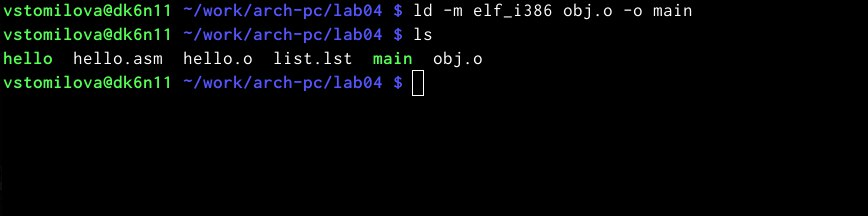 vstomilova@dk6n11 ~/work/arch-pc/lab04 $ ld -m elf_i386 obj.o -o main
vstomilova@dk6n11 ~/work/arch-pc/lab04 $ ls
hello  hello.asm  hello.o  list.lst  main  obj.o
vstomilova@dk6n11 ~/work/arch-pc/lab04 $